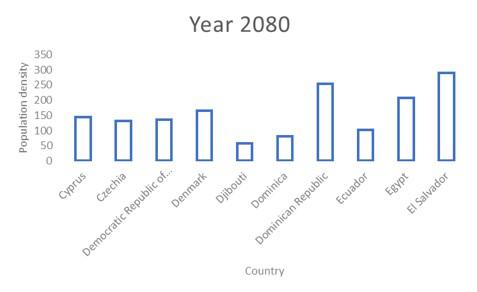 Year 2080
Population density
350
300
250
200
150
100
50
0
Cyprus
Czechia
Democratic Republic of...
Denmark
Djibouti
Dominica
Dominican Republic
Ecuador
Egypt
El Salvador
Country